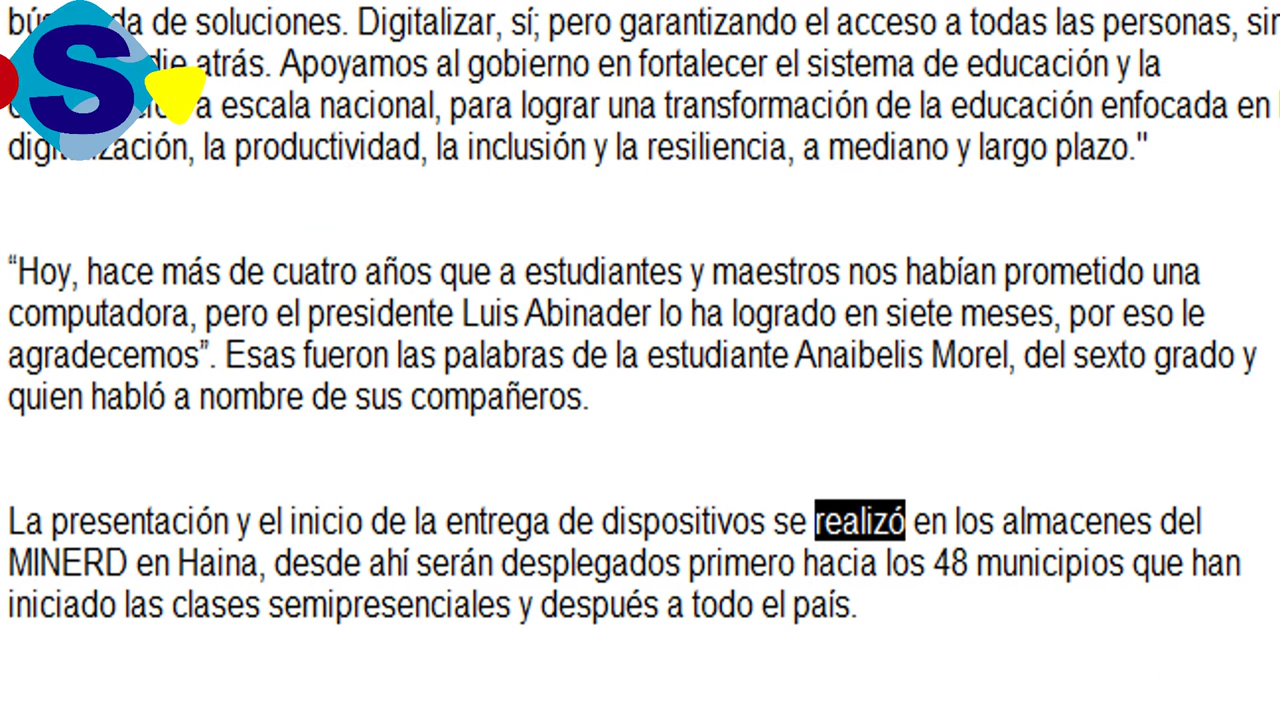 de soluciones. Digitalizar, sí; pero garantizando el acceso a todas las personas,
atrás. Apoyamos al gobierno en fortalecer el sistema de educación y la
a escala nacional, para lograr una transformación de la educación enfocada en
digitalización, la productividad, la inclusión y la resiliencia, a mediano y largo plazo."
“Hoy, hace más de cuatro años que a estudiantes y maestros nos habían prometido una
computadora, pero el presidente Luis Abinader lo ha logrado en siete meses, por eso le
agradecemos”. Esas fueron las palabras de la estudiante Anaibelis Morel, del sexto grado y
quien habló a nombre de sus compañeros.
La presentación y el inicio de la entrega de dispositivos se realizó en los almacenes del
MINERD en Haina, desde ahí serán desplegados primero hacia los 48 municipios que han
iniciado las clases semipresenciales y después a todo el país.
S